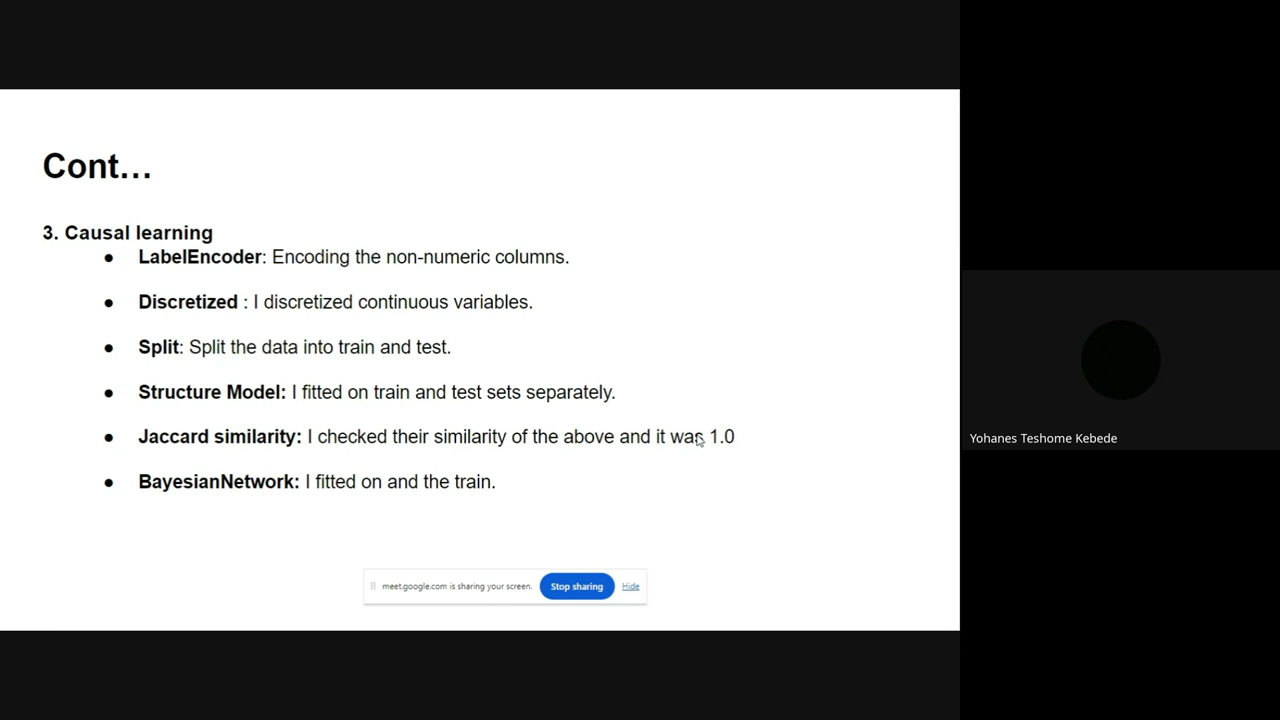 Cont...
3. Causal learning
● LabelEncoder: Encoding the non-numeric columns.
● Discretized : I discretized continuous variables.
● Split: Split the data into train and test.
● Structure Model: I fitted on train and test sets separately.
● Jaccard similarity: I checked their similarity of the above and it was 1.0
● BayesianNetwork: I fitted on and the train.
meet.google.com is sharing your screen. Stop sharing Hide
Yohanes Teshome Kebede